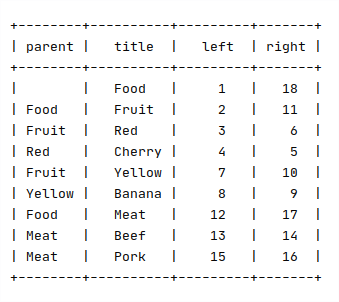 +--------+----------+-------+-------+
| parent |   title  |   left | right |
+--------+----------+-------+-------+
|        |   Food   |     1 |   18  |
| Food   |   Fruit  |     2 |   11  |
| Fruit  |   Red    |     3 |    6  |
| Red    |   Cherry |     4 |    5  |
| Fruit  |   Yellow |     7 |   10  |
| Yellow |   Banana |     8 |    9  |
| Food   |   Meat   |    12 |   17  |
| Meat   |   Beef   |    13 |   14  |
| Meat   |   Pork   |    15 |   16  |
+--------+----------+-------+-------+